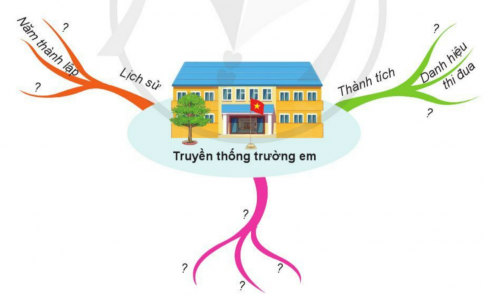 ?
Năm thành lập
?
Lịch sử
Thành tích
?
Danh hiệu
thi đua
?
Truyền thống trường em
?
?
?
?